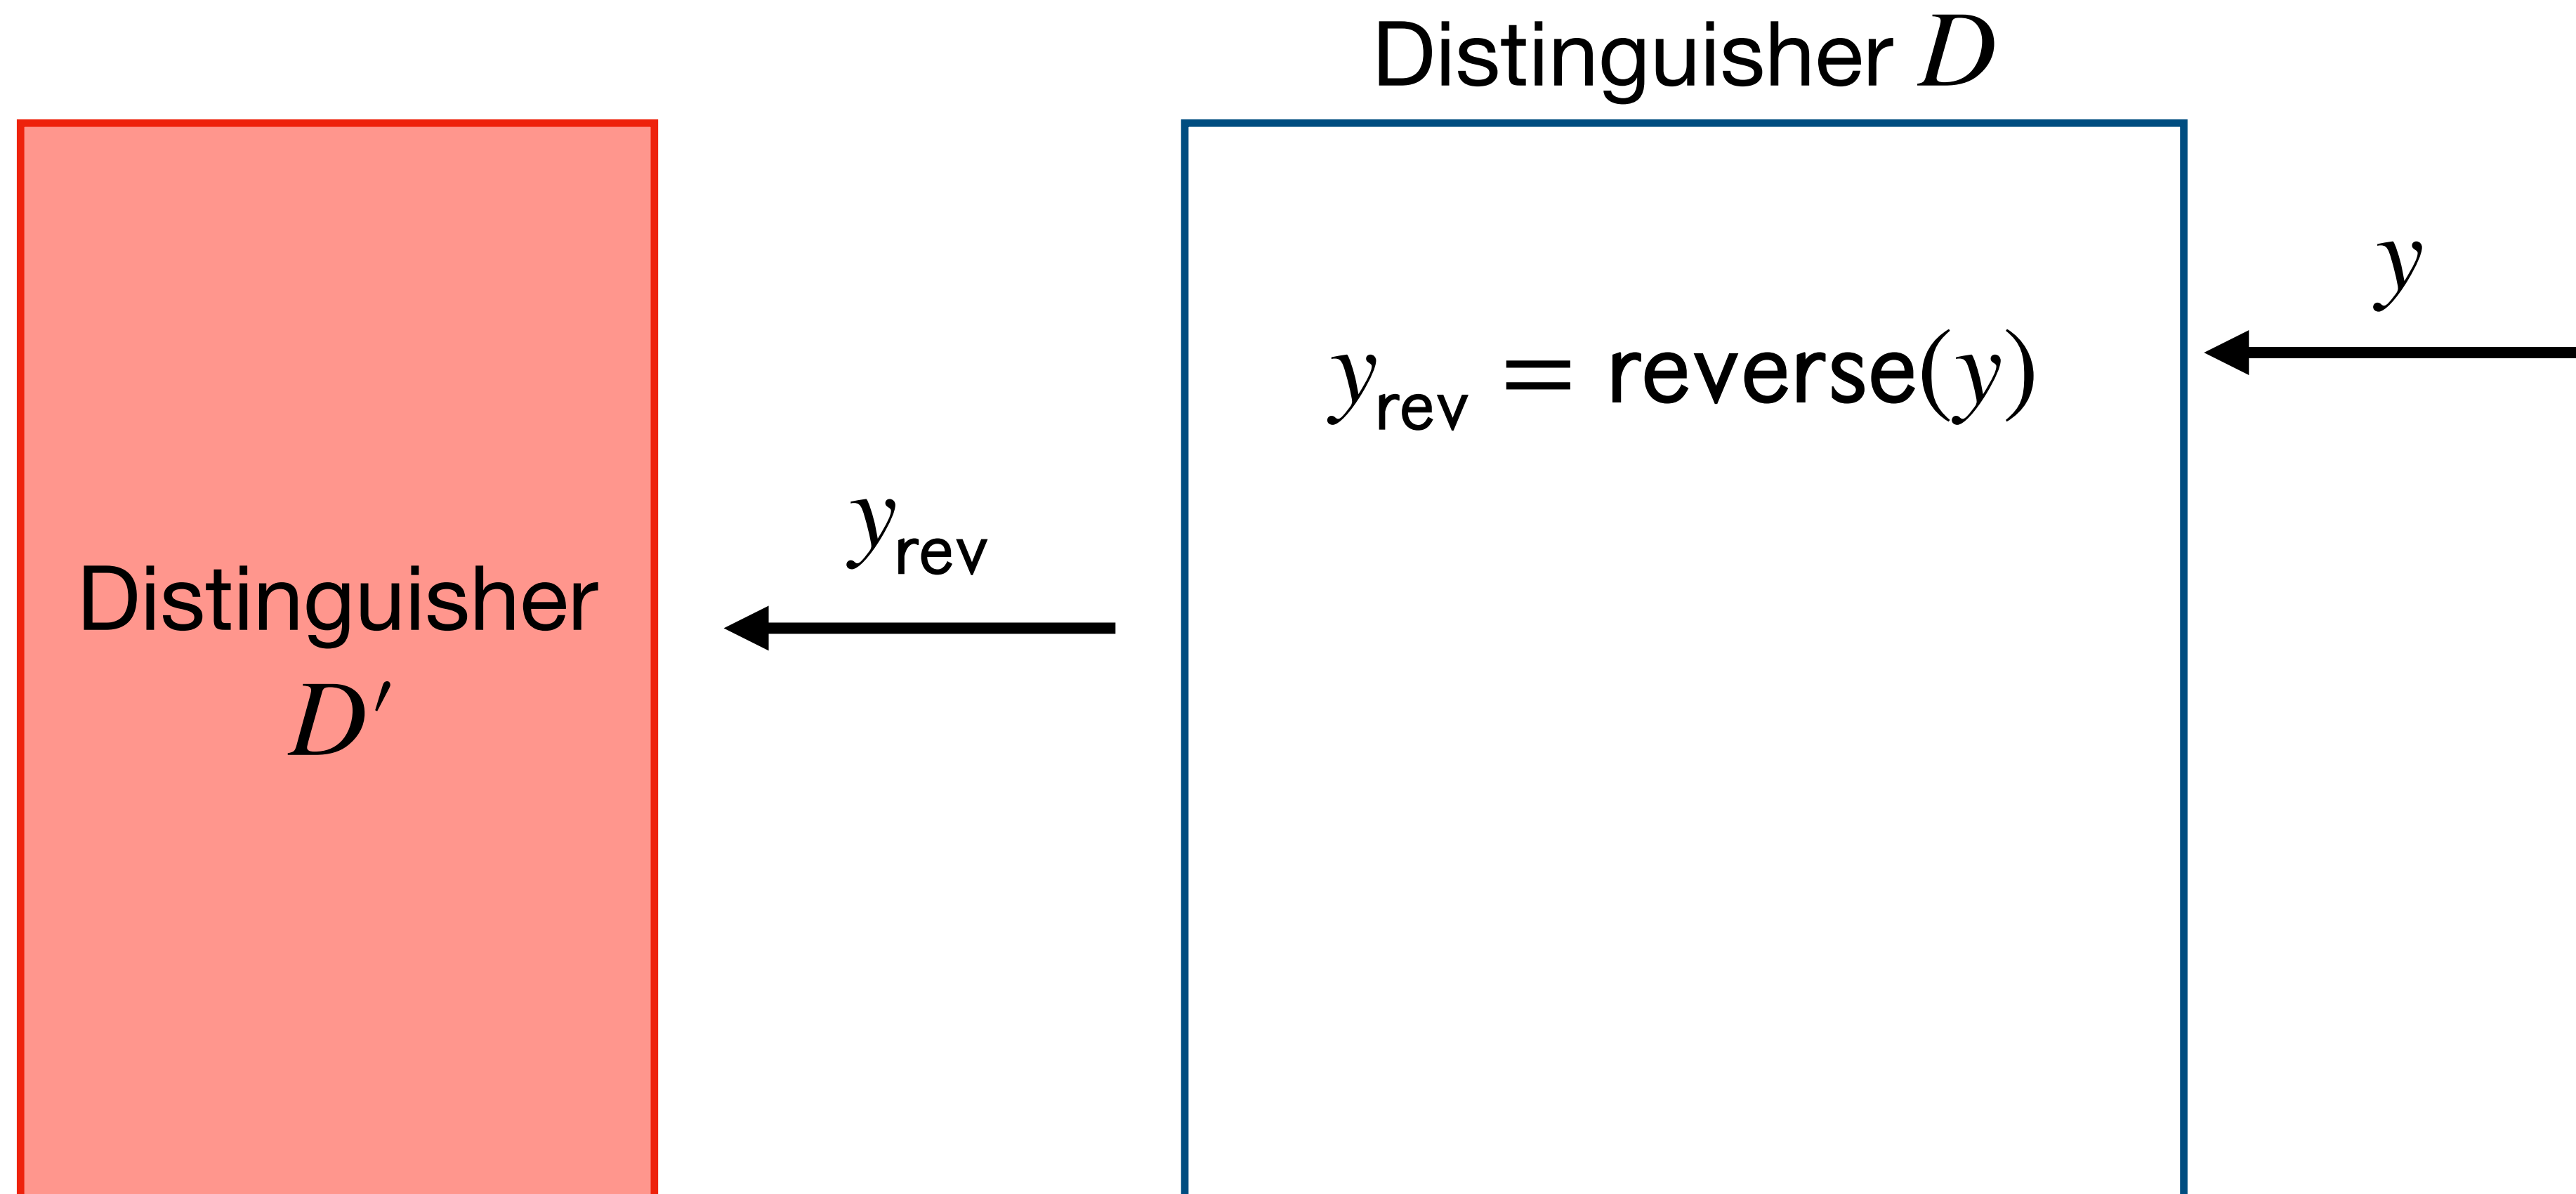 Distinguisher D
y
y_rev = reverse(y)
y_rev
Distinguisher
D′